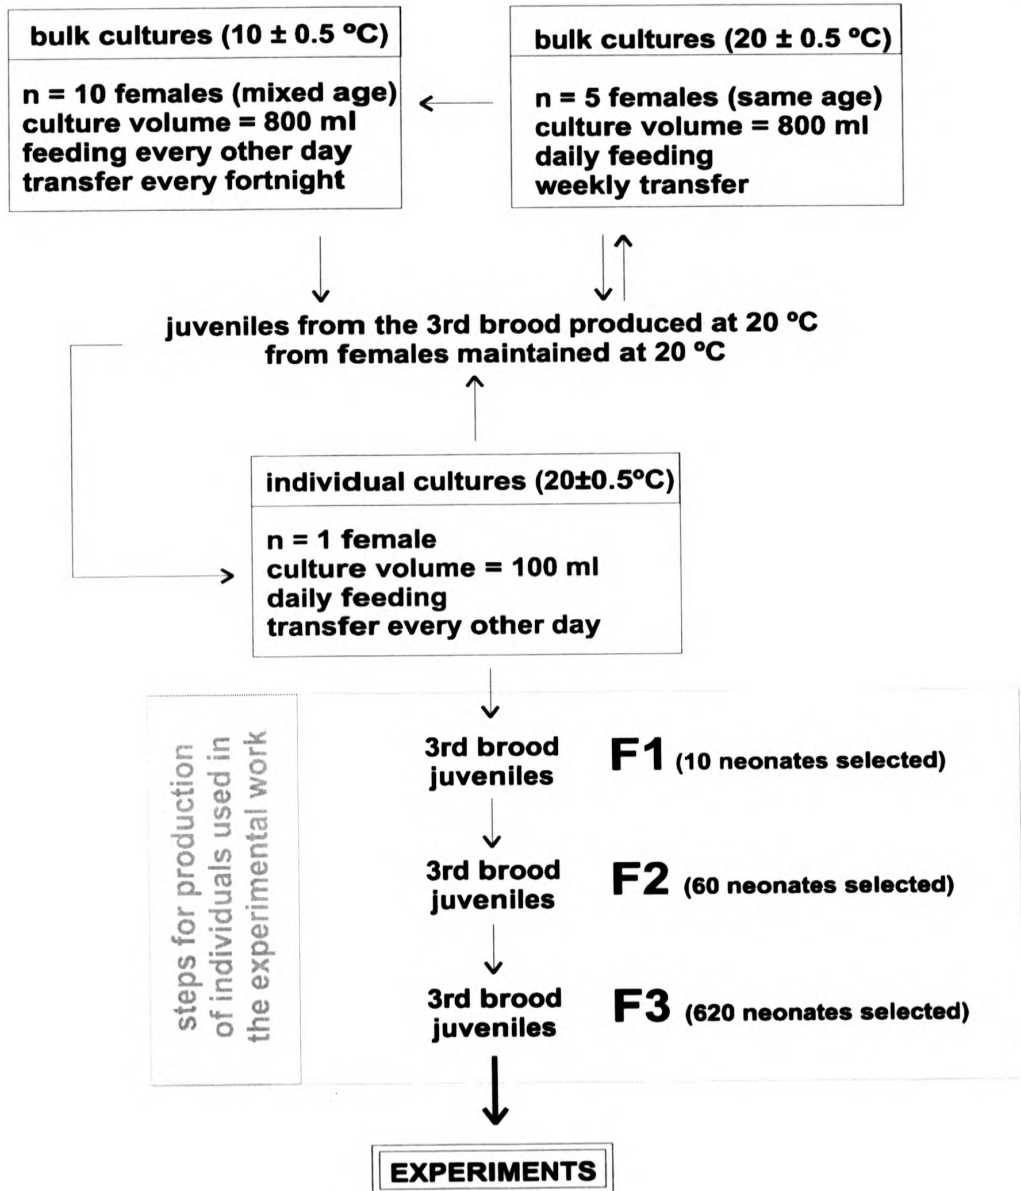 bulk cultures (10 ± 0.5 ºC)
n = 10 females (mixed age)
culture volume = 800 ml
feeding every other day
transfer every fortnight
bulk cultures (20 ± 0.5 ºC)
n = 5 females (same age)
culture volume = 800 ml
daily feeding
weekly transfer
juveniles from the 3rd brood produced at 20 ºC
from females maintained at 20 ºC
individual cultures (20±0.5ºC)
n = 1 female
culture volume = 100 ml
daily feeding
transfer every other day
steps for production
of individuals used in
the experimental work
3rd brood
juveniles
F1 (10 neonates selected)
3rd brood
juveniles
F2 (60 neonates selected)
3rd brood
juveniles
F3 (620 neonates selected)
EXPERIMENTS